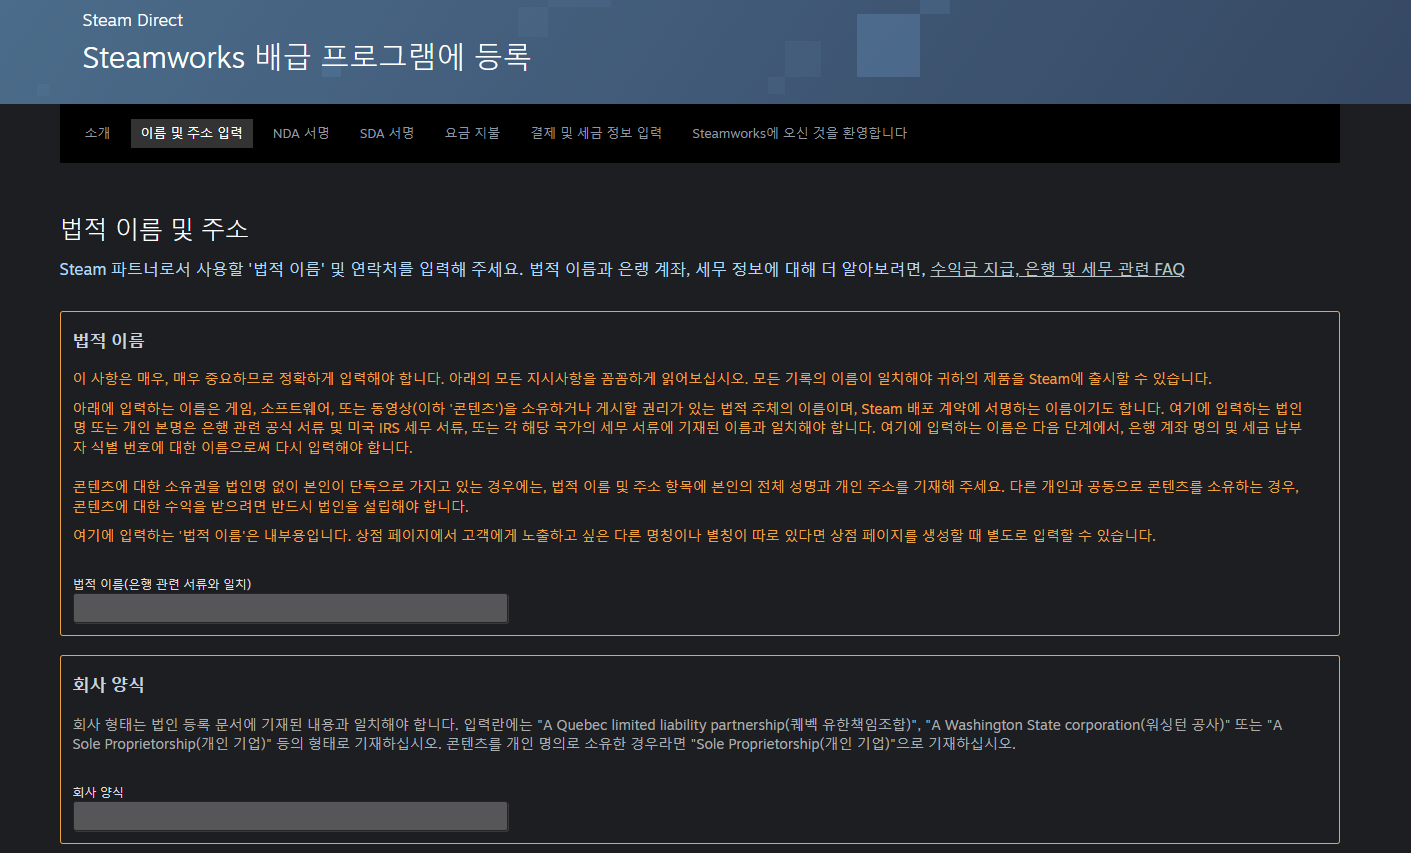 Steam Direct
Steamworks 배급 프로그램에 등록
소개 이름 및 주소 입력 NDA 서명 SDA 서명 요금 지불 결제 및 세금 정보 입력 Steamworks에 오신 것을 환영합니다
법적 이름 및 주소
Steam 파트너로서 사용할 '법적 이름' 및 연락처를 입력해 주세요. 법적 이름과 은행 계좌, 세무 정보에 대해 더 알아보려면, 수익금 지급, 은행 및 세무 관련 FAQ
법적 이름
이 사항은 매우, 매우 중요하므로 정확하게 입력해야 합니다. 아래의 모든 지시사항을 꼼꼼하게 읽어보십시오. 모든 기록의 이름이 일치해야 귀하의 제품을 Steam에 출시할 수 있습니다.
아래에 입력하는 이름은 게임, 소프트웨어, 또는 동영상(이하 '콘텐츠')을 소유하거나 게시할 권리가 있는 법적 주체의 이름이며, Steam 배포 계약에 서명하는 이름이기도 합니다. 여기에 입력하는 법인
명 또는 개인 본명은 은행 관련 공식 서류 및 미국 IRS 세무 서류, 또는 각 해당 국가의 세무 서류에 기재된 이름과 일치해야 합니다. 여기에 입력하는 이름은 다음 단계에서, 은행 계좌 명의 및 세금 납부
자 식별 번호에 대한 이름으로써 다시 입력해야 합니다.
콘텐츠에 대한 소유권을 법인명 없이 본인이 단독으로 가지고 있는 경우에는, 법적 이름 및 주소 항목에 본인의 전체 성명과 개인 주소를 기재해 주세요. 다른 개인과 공동으로 콘텐츠를 소유하는 경우,
콘텐츠에 대한 수익을 받으려면 반드시 법인을 설립해야 합니다.
여기에 입력하는 '법적 이름'은 내부용입니다. 상점 페이지에서 고객에게 노출하고 싶은 다른 명칭이나 별칭이 따로 있다면 상점 페이지를 생성할 때 별도로 입력할 수 있습니다.
법적 이름(은행 관련 서류와 일치)
회사 양식
회사 형태는 법인 등록 문서에 기재된 내용과 일치해야 합니다. 입력란에는 "A Quebec limited liability partnership(퀘벡 유한책임조합)", "A Washington State corporation(워싱턴 공사)" 또는 "A
Sole Proprietorship(개인 기업)" 등의 형태로 기재하십시오. 콘텐츠를 개인 명의로 소유한 경우라면 "Sole Proprietorship(개인 기업)"으로 기재하십시오.
회사 양식